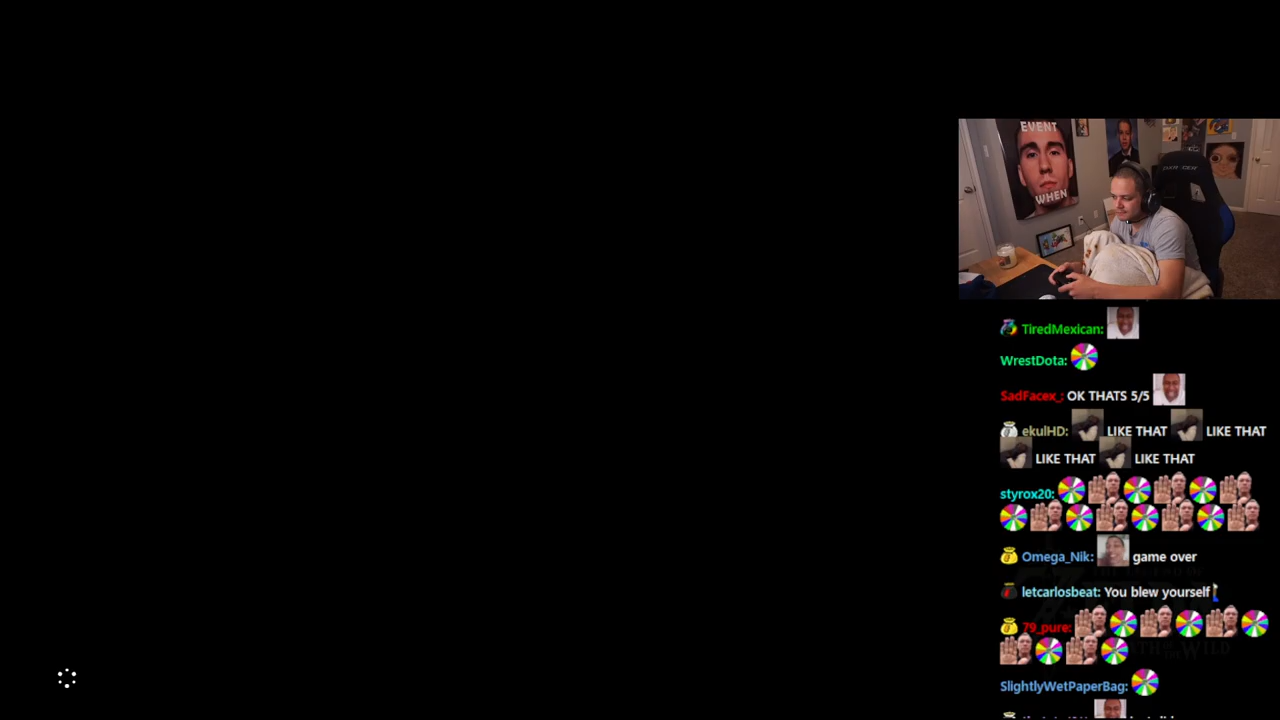 EVENT
WHEN
TiredMexican:
WrestDota:
SadFacex_: OK THATS 5/5
ekulHD: LIKE THAT LIKE THAT
LIKE THAT LIKE THAT
styrox20:
Omega_Nik: game over
letcarlosbeat: You blew yourself
79_pure:
SlightlyWetPaperBag: